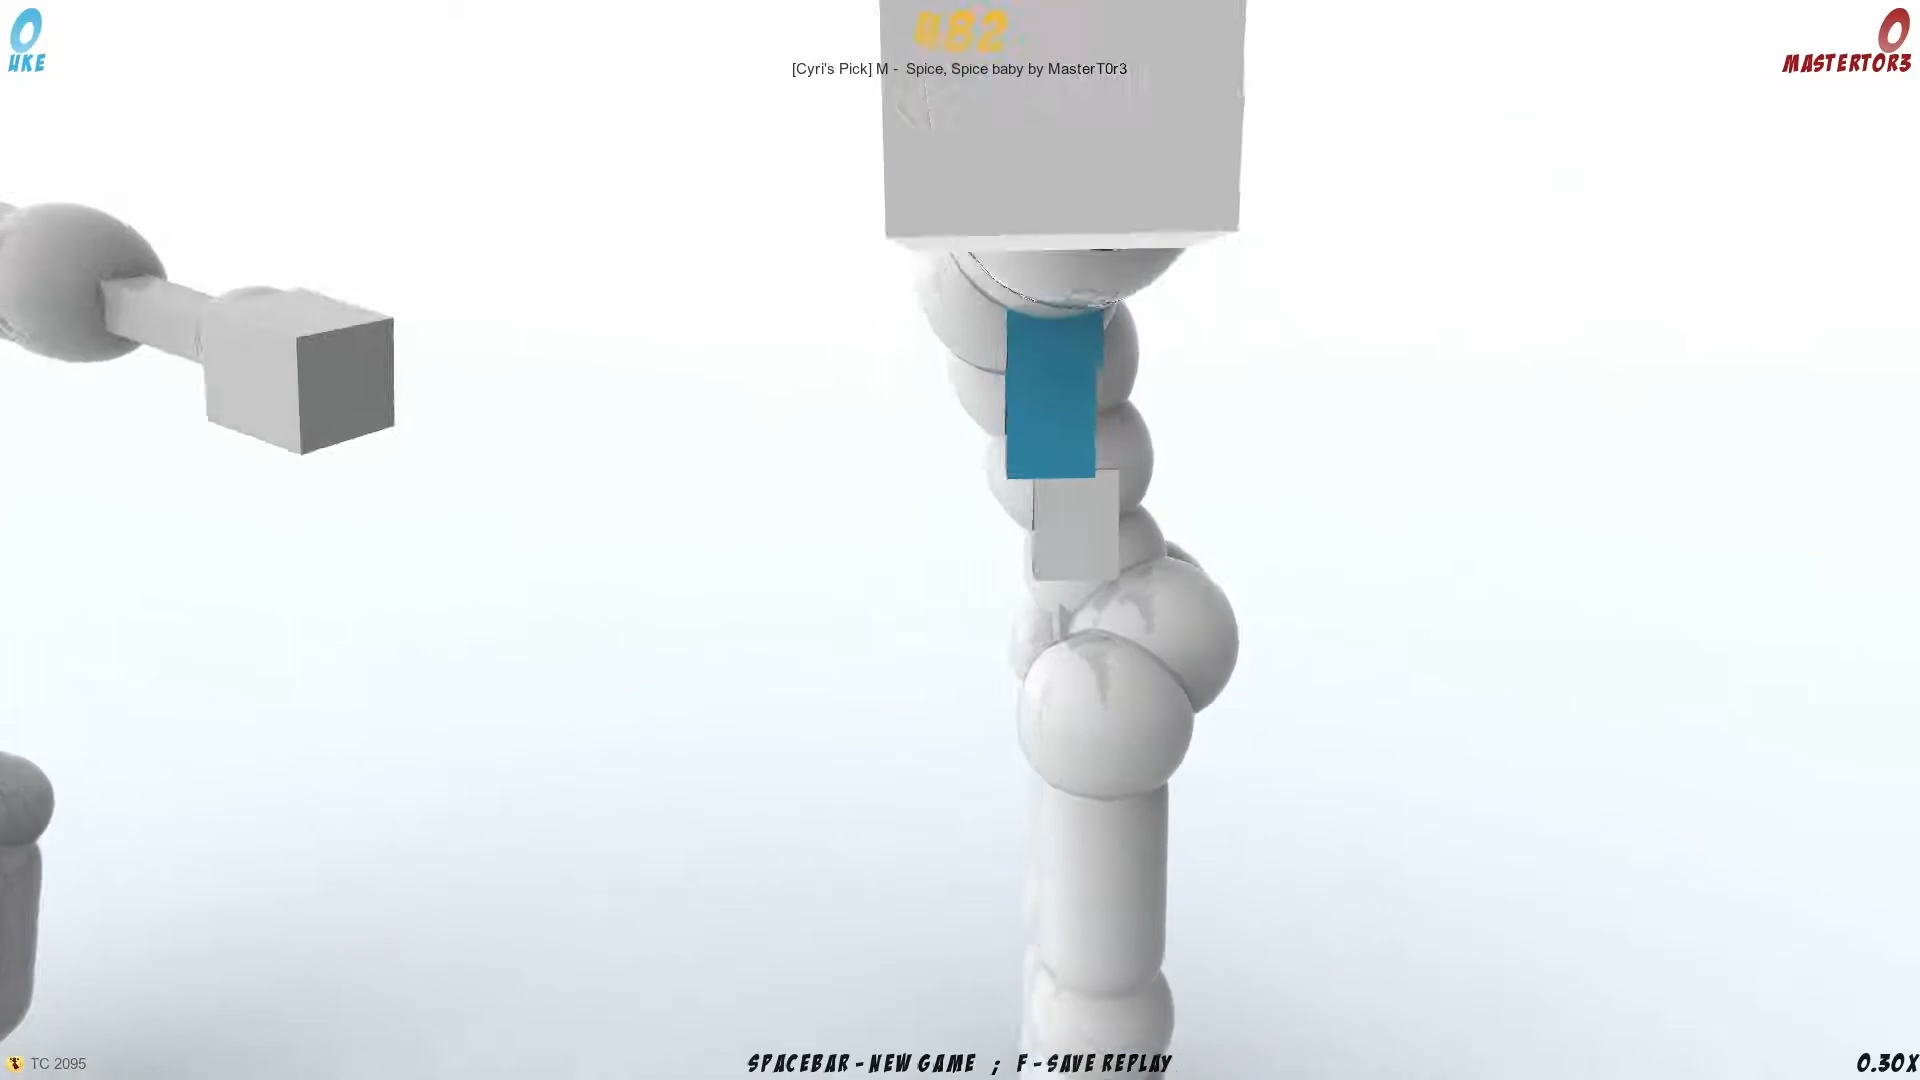 0
UKE
482
[Cyri's Pick] M -  Spice, Spice baby by MasterT0r3
0
MASTERTOR3
TC 2095
SPACEBAR - NEW GAME ; F - SAVE REPLAY
0.30X